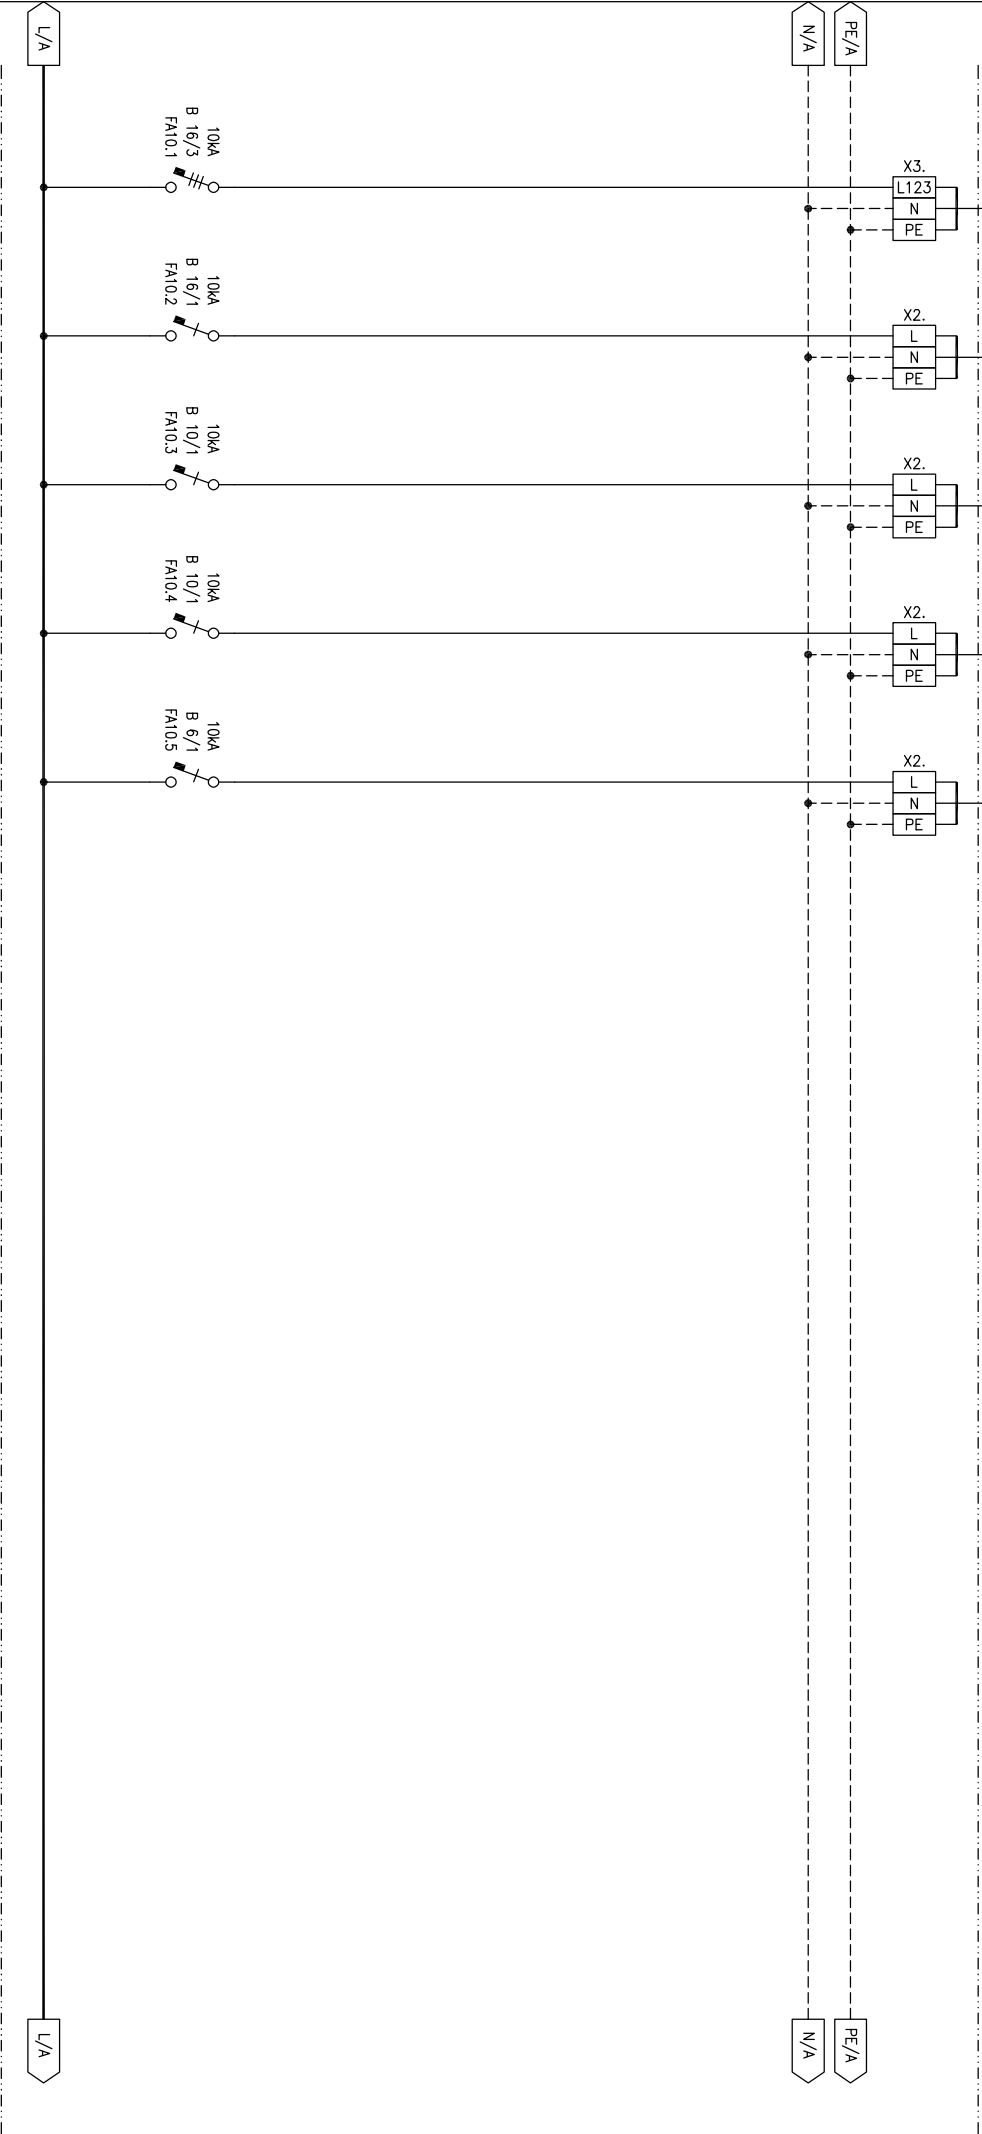 L/A
N/A
PE/A
10kA
B 16/3
FA10.1
X3.
L123
N
PE
10kA
B 16/1
FA10.2
X2.
L
N
PE
10kA
B 10/1
FA10.3
X2.
L
N
PE
10kA
B 10/1
FA10.4
X2.
L
N
PE
10kA
B 6/1
FA10.5
X2.
L
N
PE
L/A
N/A
PE/A